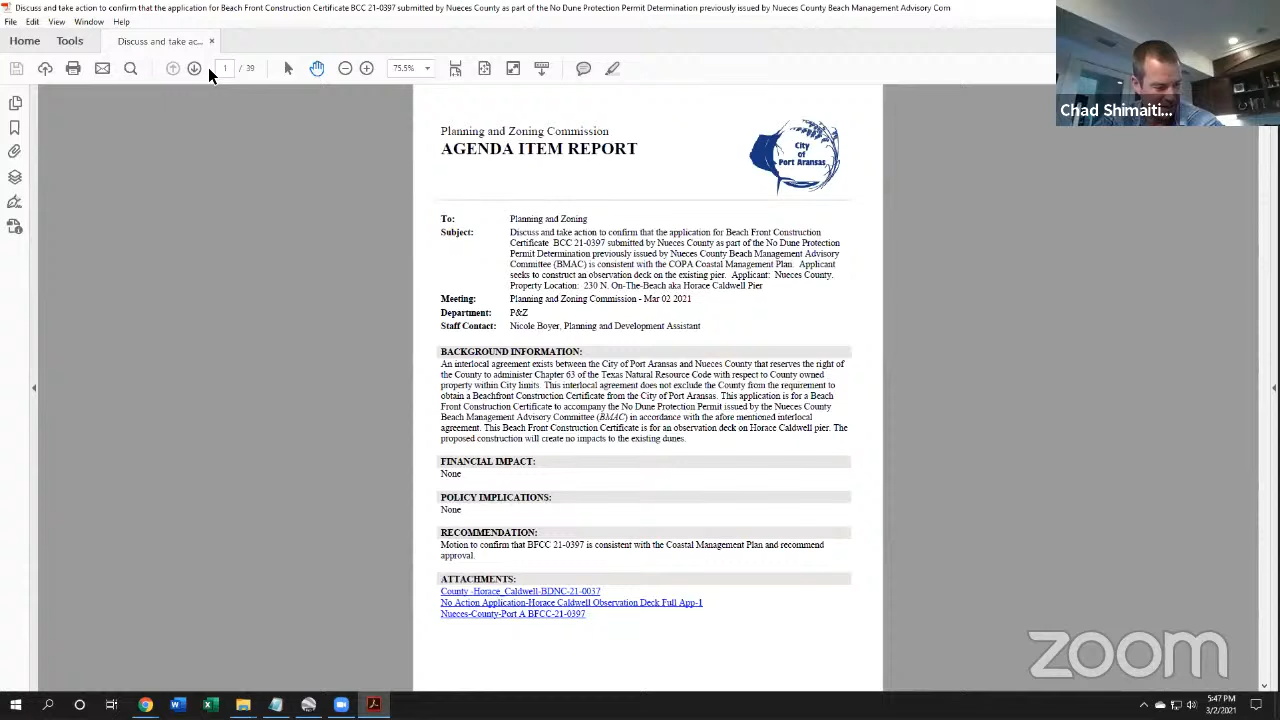 Discuss and take action to confirm that the application for Beach Front Construction Certificate BCC 21-0397 submitted by Nueces County as part of the No Dune Protection Permit Determination previously issued by Nueces County Beach Management Advisory Com
File Edit View Window Help
Home Tools Discuss and take ac... ×
1 / 39 75.5%
Chad Shimaiti...
Planning and Zoning Commission
AGENDA ITEM REPORT
City
of
Port Aransas
To: Planning and Zoning
Subject: Discuss and take action to confirm that the application for Beach Front Construction
Certificate BCC 21-0397 submitted by Nueces County as part of the No Dune Protection
Permit Determination previously issued by Nueces County Beach Management Advisory
Committee (BMAC) is consistent with the COPA Coastal Management Plan. Applicant
seeks to construct an observation deck on the existing pier. Applicant: Nueces County.
Property Location: 230 N. On-The-Beach aka Horace Caldwell Pier
Meeting: Planning and Zoning Commission - Mar 02 2021
Department: P&Z
Staff Contact: Nicole Boyer, Planning and Development Assistant
BACKGROUND INFORMATION:
An interlocal agreement exists between the City of Port Aransas and Nueces County that reserves the right of
the County to administer Chapter 63 of the Texas Natural Resource Code with respect to County owned
property within City limits. This interlocal agreement does not exclude the County from the requirement to
obtain a Beachfront Construction Certificate from the City of Port Aransas. This application is for a Beach
Front Construction Certificate to accompany the No Dune Protection Permit issued by the Nueces County
Beach Management Advisory Committee (BMAC) in accordance with the afore mentioned interlocal
agreement. This Beach Front Construction Certificate is for an observation deck on Horace Caldwell pier. The
proposed construction will create no impacts to the existing dunes.
FINANCIAL IMPACT:
None
POLICY IMPLICATIONS:
None
RECOMMENDATION:
Motion to confirm that BFCC 21-0397 is consistent with the Coastal Management Plan and recommend
approval.
ATTACHMENTS:
County -Horace_Caldwell-BDNC-21-0037
No Action Application-Horace Caldwell Observation Deck Full App-1
Nueces-County-Port A BFCC-21-0397
zoom
5:47 PM
3/2/2021